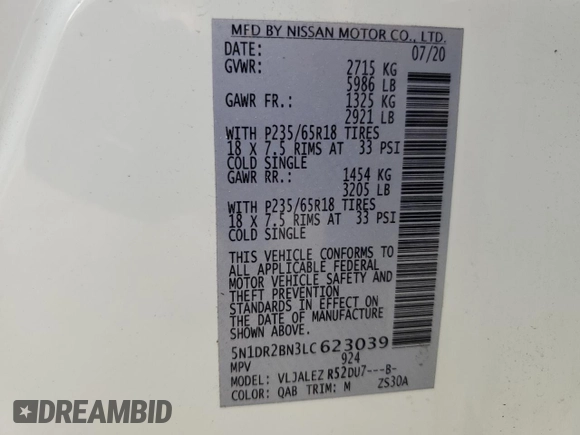 MFD BY NISSAN MOTOR CO., LTD.
DATE: 07/20
GVWR: 2715 KG
5986 LB
GAWR FR.: 1325 KG
2921 LB
WITH P235/65R18 TIRES
18 X 7.5 RIMS AT 33 PSI
COLD SINGLE
GAWR RR.: 1454 KG
3205 LB
WITH P235/65R18 TIRES
18 X 7.5 RIMS AT 33 PSI
COLD SINGLE
THIS VEHICLE CONFORMS TO
ALL APPLICABLE FEDERAL
MOTOR VEHICLE SAFETY AND
THEFT PREVENTION
STANDARDS IN EFFECT ON
THE DATE OF MANUFACTURE
SHOWN ABOVE.
5N1DR2BN3LC623039
MPV 924
MODEL: VLJALEZ R52DU7---B-
COLOR: QAB TRIM: M ZS30A
DREAMBID